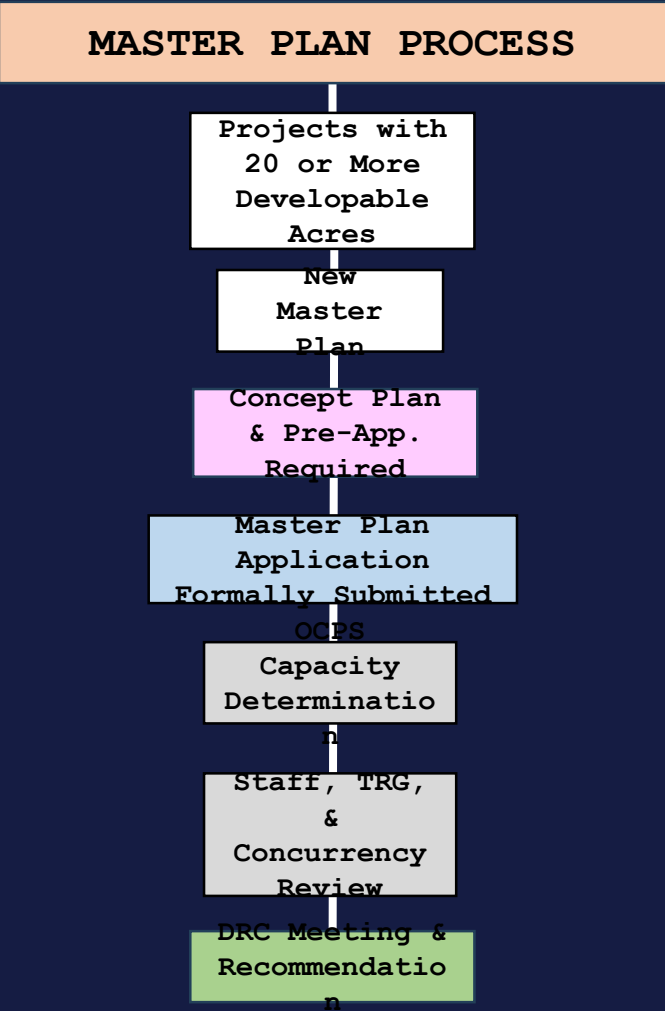 MASTER PLAN PROCESS
Projects with
20 or More
Developable
Acres
New
Master
Plan
Concept Plan
& Pre-App.
Required
Master Plan
Application
Formally Submitted
OCPS
Capacity
Determinatio
n
Staff, TRG,
&
Concurrency
Review
DRC Meeting &
Recommendatio
n